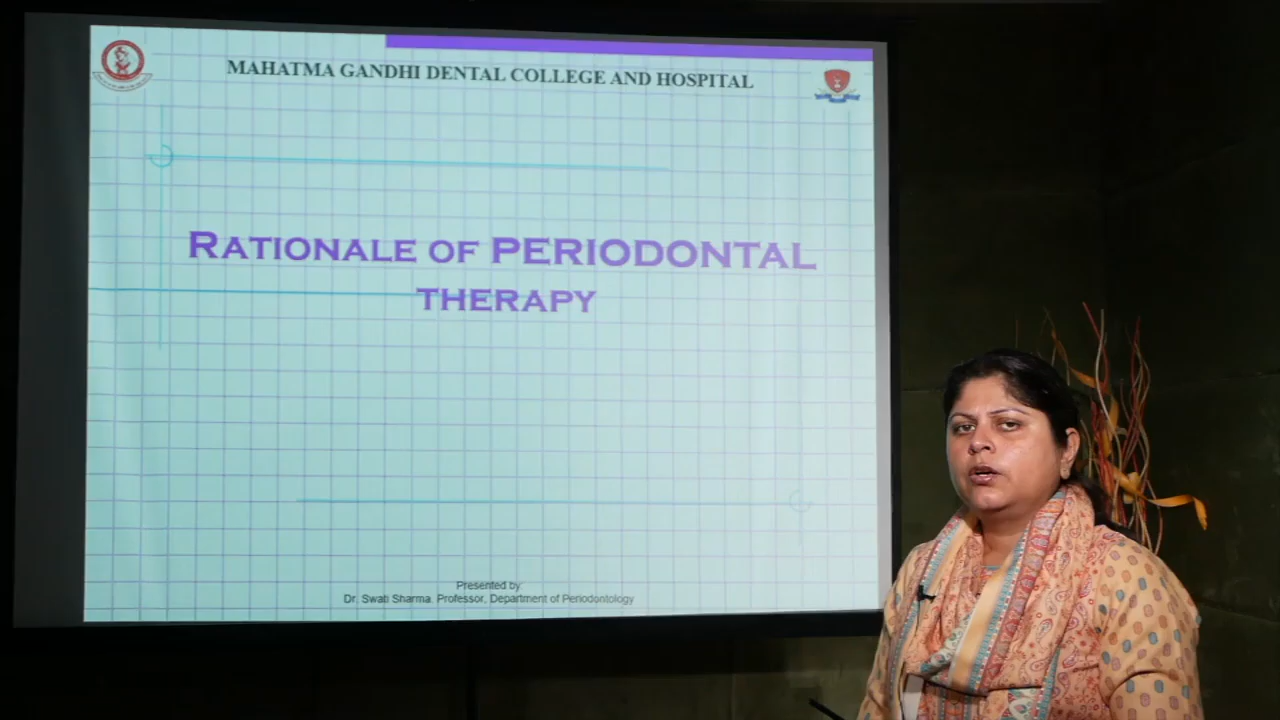 MAHATMA GANDHI DENTAL COLLEGE AND HOSPITAL
RATIONALE OF PERIODONTAL
THERAPY
Presented by:
Dr. Swati Sharma. Professor, Department of Periodontology